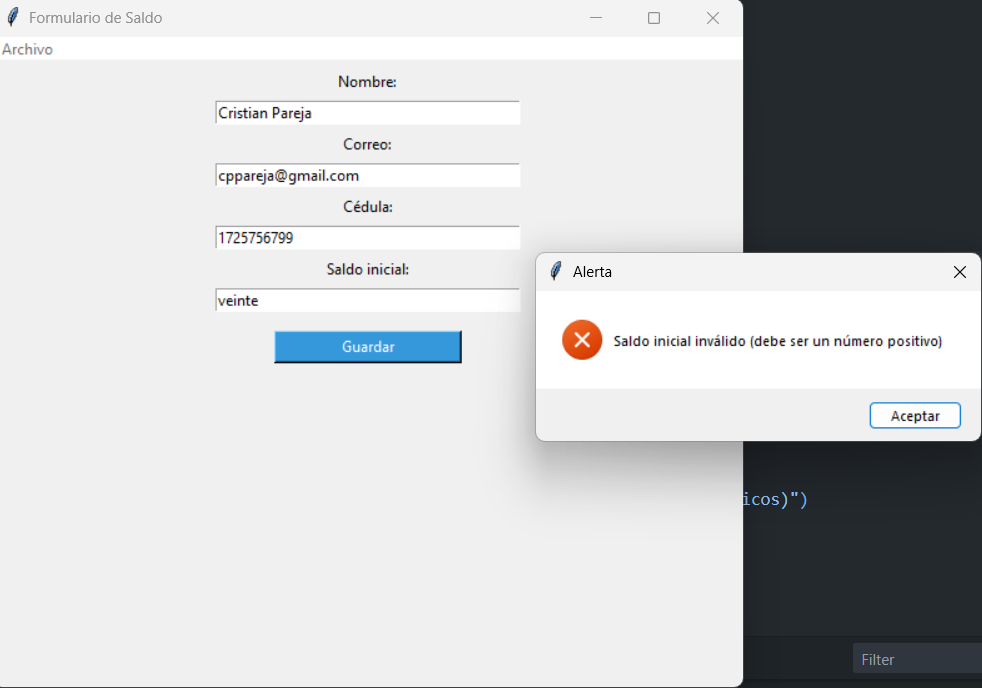 Formulario de Saldo
Archivo
Nombre:
Cristian Pareja
Correo:
cppareja@gmail.com
Cédula:
1725756799
Saldo inicial:
veinte
Guardar
Alerta
Saldo inicial inválido (debe ser un número positivo)
Aceptar
icos)")
Filter